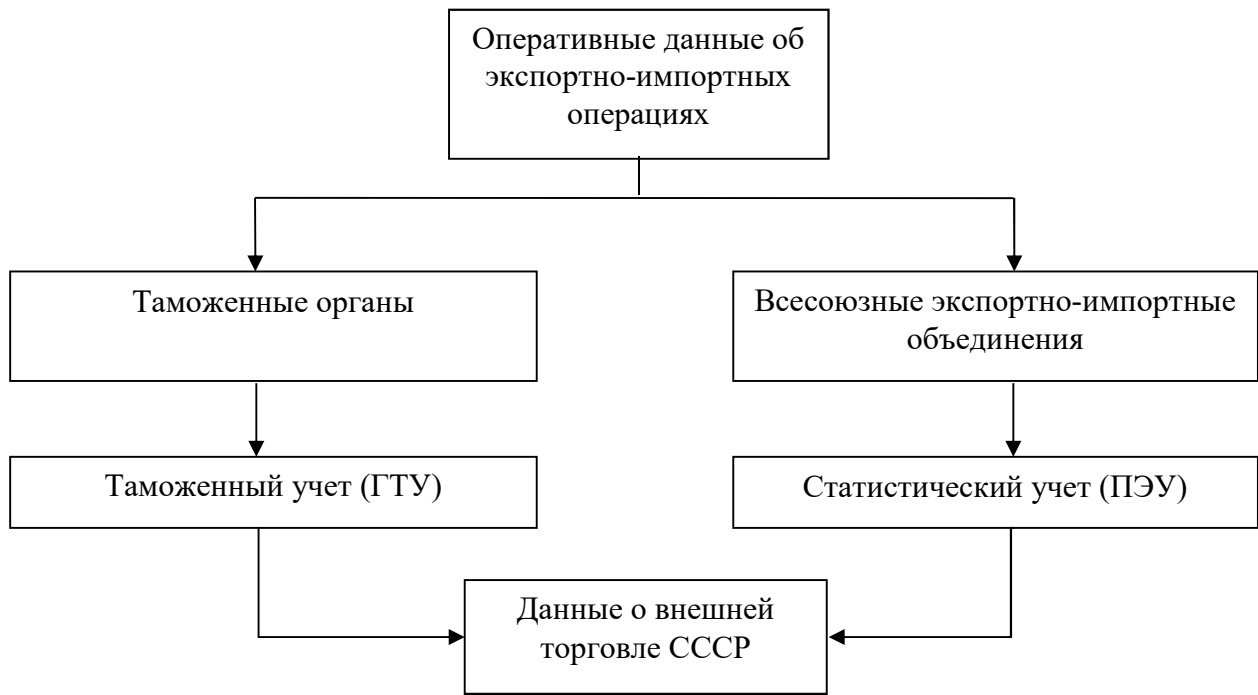 Оперативные данные об
экспортно-импортных
операциях
Таможенные органы
Всесоюзные экспортно-импортные
объединения
Таможенный учет (ГТУ)
Статистический учет (ПЭУ)
Данные о внешней
торговле СССР